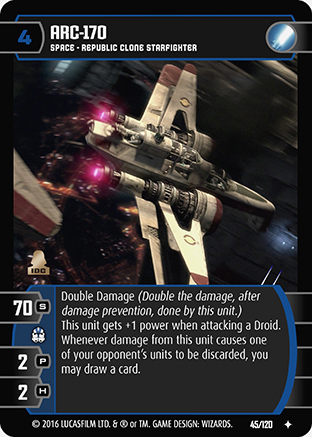 4
ARC-170
SPACE - REPUBLIC CLONE STARFIGHTER
IDC
70 S
2 P
2 H
Double Damage (Double the damage, after
damage prevention, done by this unit.)
This unit gets +1 power when attacking a Droid.
Whenever damage from this unit causes one
of your opponent's units to be discarded, you
may draw a card.
© 2016 LUCASFILM LTD. & ® or TM. GAME DESIGN: WIZARDS.
45/120